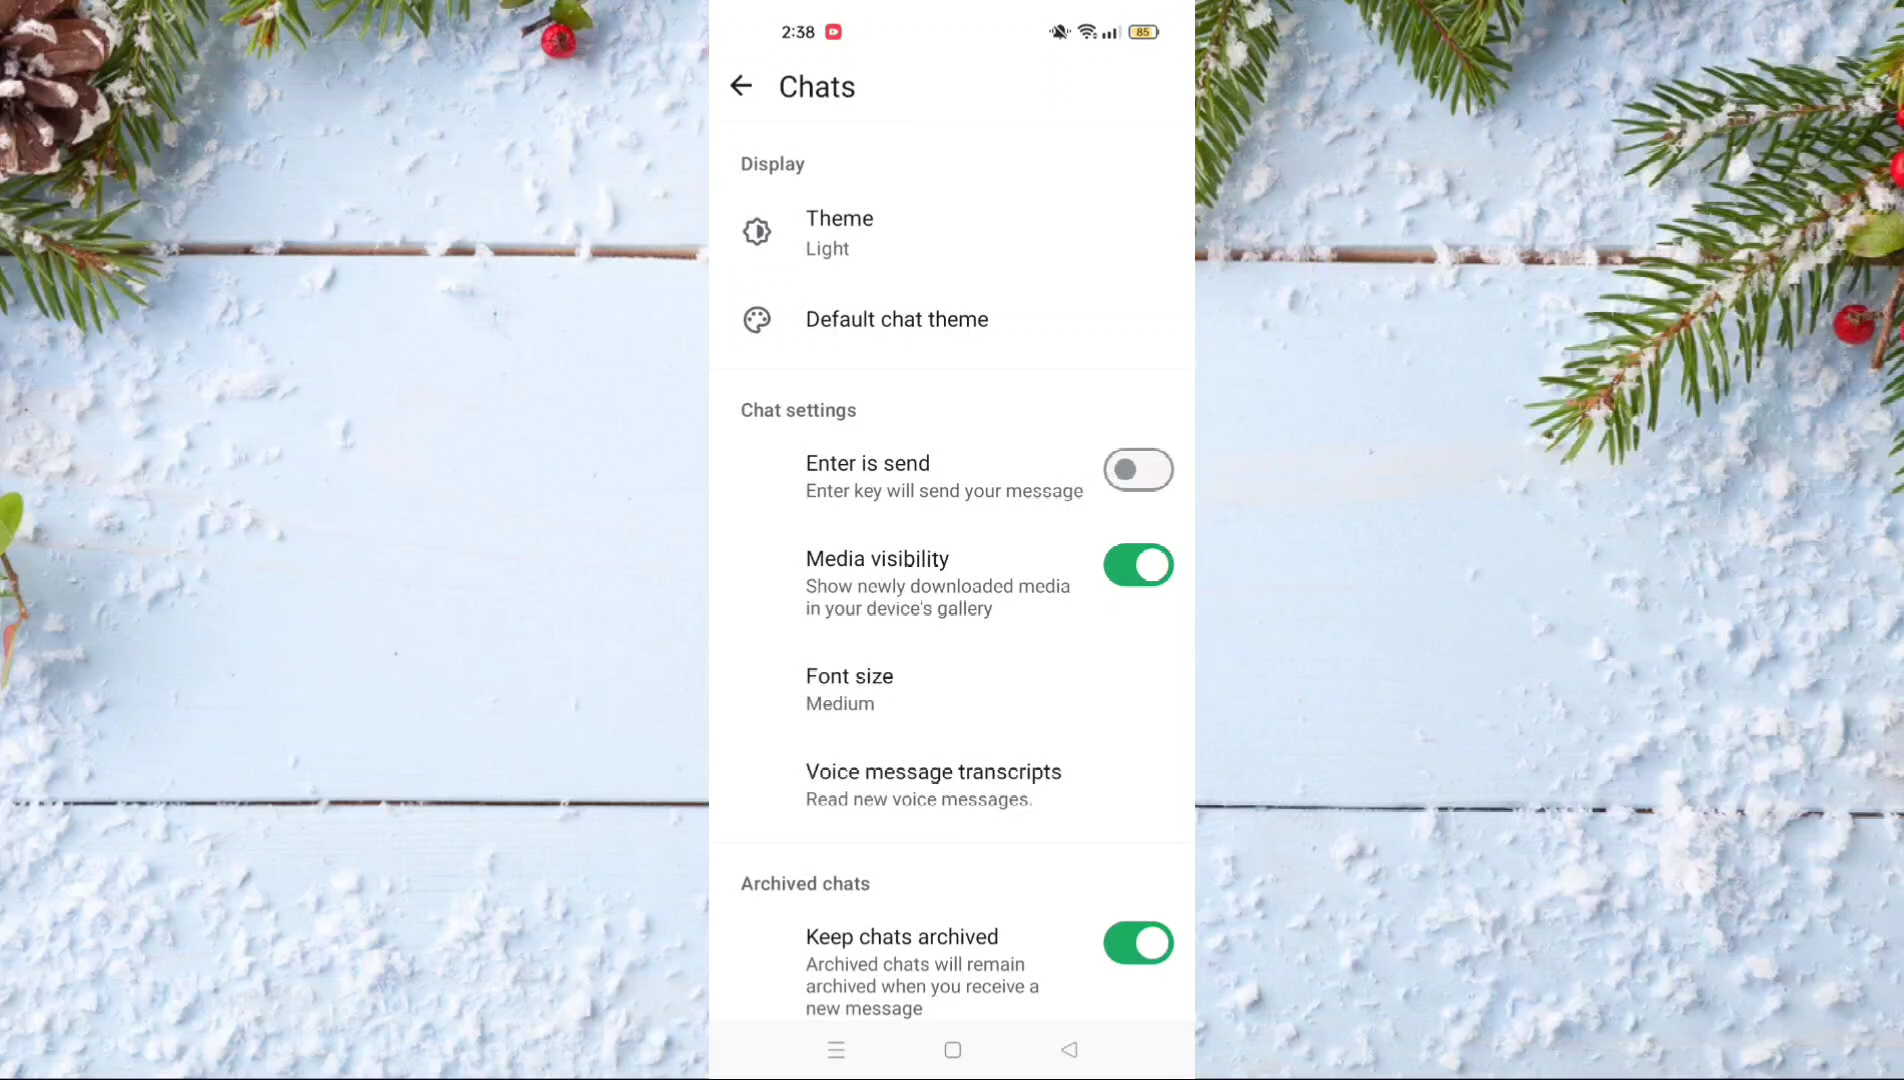 2:38
85
Chats
Display
Theme
Light
Default chat theme
Chat settings
Enter is send
Enter key will send your message
Media visibility
Show newly downloaded media
in your device's gallery
Font size
Medium
Voice message transcripts
Read new voice messages.
Archived chats
Keep chats archived
Archived chats will remain
archived when you receive a
new message